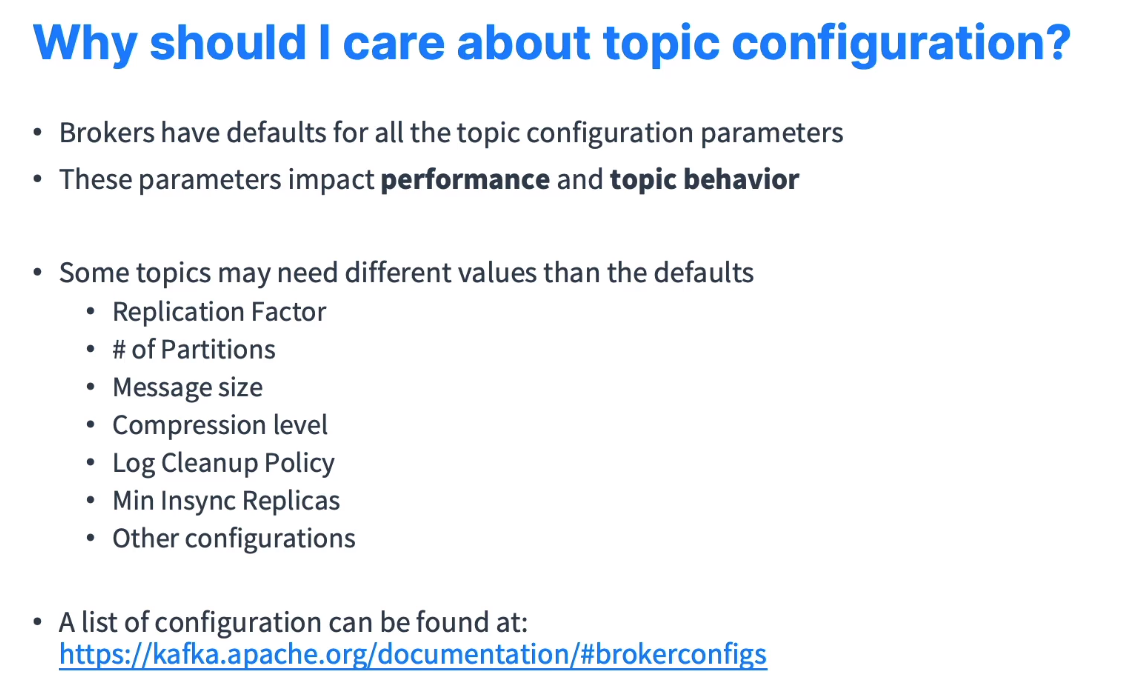 Why should I care about topic configuration?
• Brokers have defaults for all the topic configuration parameters
• These parameters impact performance and topic behavior
• Some topics may need different values than the defaults
• Replication Factor
• # of Partitions
• Message size
• Compression level
• Log Cleanup Policy
• Min Insync Replicas
• Other configurations
• A list of configuration can be found at:
https://kafka.apache.org/documentation/#brokerconfigs